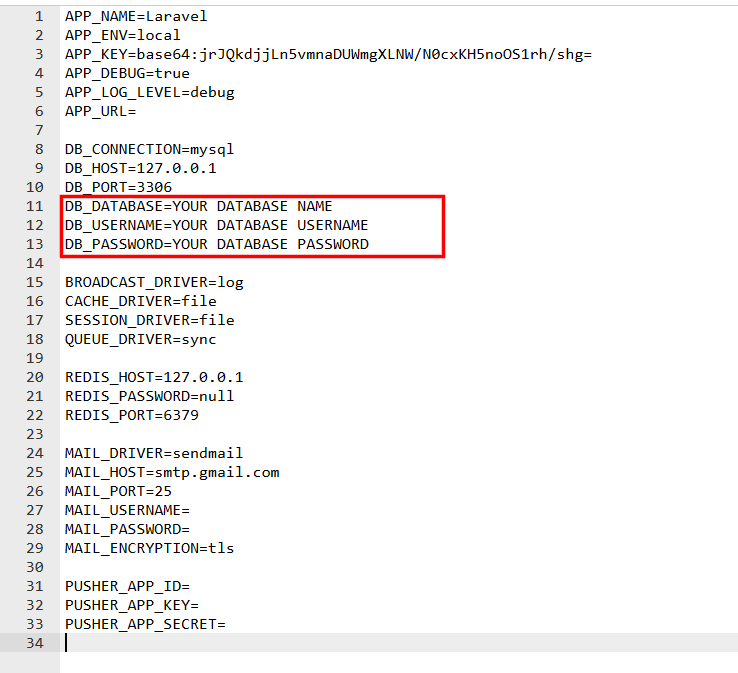 1 APP_NAME=Laravel
2 APP_ENV=local
3 APP_KEY=base64:jrJQkdjjLn5vmnaDUWmgXLNW/N0cxKH5noOS1rh/shg=
4 APP_DEBUG=true
5 APP_LOG_LEVEL=debug
6 APP_URL=
7
8 DB_CONNECTION=mysql
9 DB_HOST=127.0.0.1
10 DB_PORT=3306
11 DB_DATABASE=YOUR DATABASE NAME
12 DB_USERNAME=YOUR DATABASE USERNAME
13 DB_PASSWORD=YOUR DATABASE PASSWORD
14
15 BROADCAST_DRIVER=log
16 CACHE_DRIVER=file
17 SESSION_DRIVER=file
18 QUEUE_DRIVER=sync
19
20 REDIS_HOST=127.0.0.1
21 REDIS_PASSWORD=null
22 REDIS_PORT=6379
23
24 MAIL_DRIVER=sendmail
25 MAIL_HOST=smtp.gmail.com
26 MAIL_PORT=25
27 MAIL_USERNAME=
28 MAIL_PASSWORD=
29 MAIL_ENCRYPTION=tls
30
31 PUSHER_APP_ID=
32 PUSHER_APP_KEY=
33 PUSHER_APP_SECRET=
34